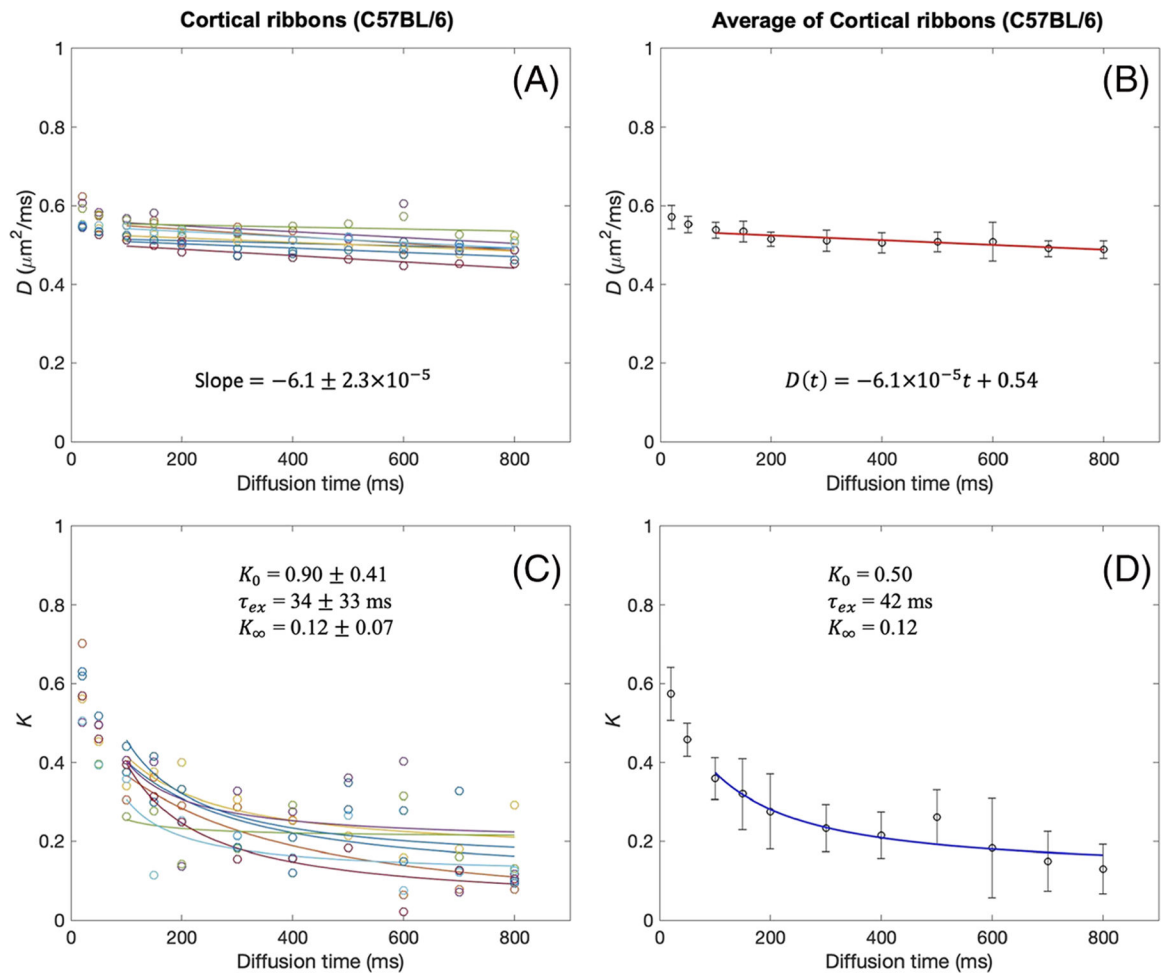 Cortical ribbons (C57BL/6)
(A)
1
0.8
0.6
0.4
0.2
0
D (μm²/ms)
Slope = −6.1 ± 2.3×10⁻⁵
0 200 400 600 800
Diffusion time (ms)
Average of Cortical ribbons (C57BL/6)
(B)
1
0.8
0.6
0.4
0.2
0
D (μm²/ms)
D(t) = −6.1×10⁻⁵t + 0.54
0 200 400 600 800
Diffusion time (ms)
(C)
1
0.8
0.6
0.4
0.2
0
K
K₀ = 0.90 ± 0.41
τₑₓ = 34 ± 33 ms
K∞ = 0.12 ± 0.07
0 200 400 600 800
Diffusion time (ms)
(D)
1
0.8
0.6
0.4
0.2
0
K
K₀ = 0.50
τₑₓ = 42 ms
K∞ = 0.12
0 200 400 600 800
Diffusion time (ms)